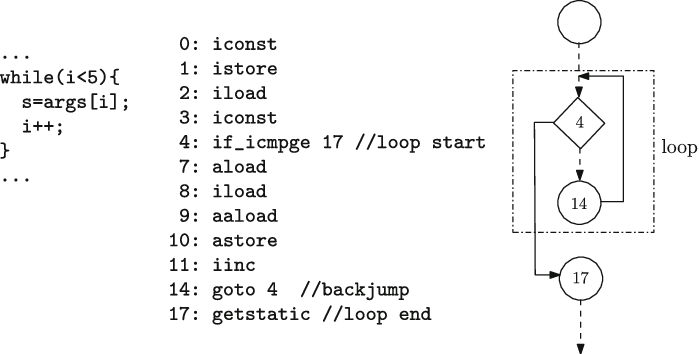 ...
while(i<5){
  s=args[i];
  i++;
}
...
0: iconst
1: istore
2: iload
3: iconst
4: if_icmpge 17 //loop start
7: aload
8: iload
9: aaload
10: astore
11: iinc
14: goto 4  //backjump
17: getstatic //loop end
4
loop
14
17